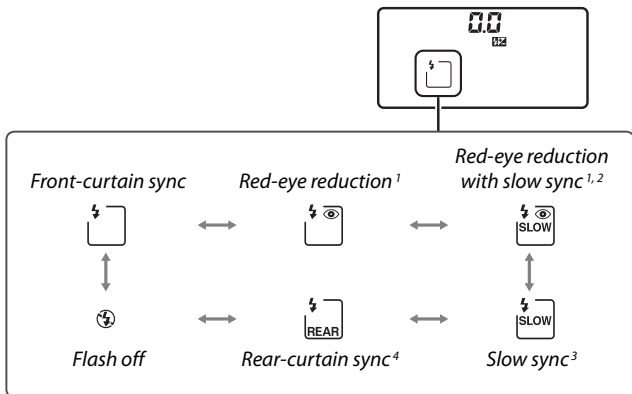 0.0
Red-eye reduction
Front-curtain sync Red-eye reduction 1 with slow sync 1, 2
SLOW
REAR SLOW
Flash off Rear-curtain sync 4 Slow sync 3